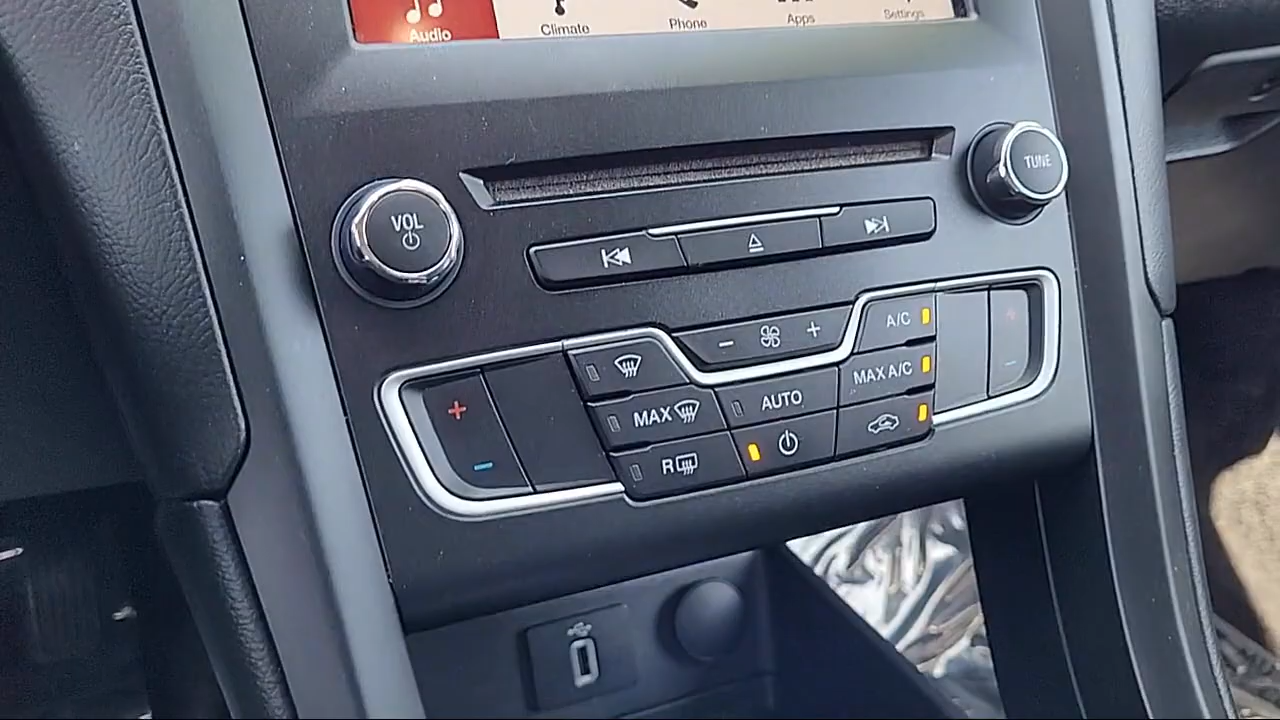 Audio
Climate
Phone
Apps
Settings
VOL
TUNE
- +
A/C
+
-
MAX
AUTO
MAX A/C
R